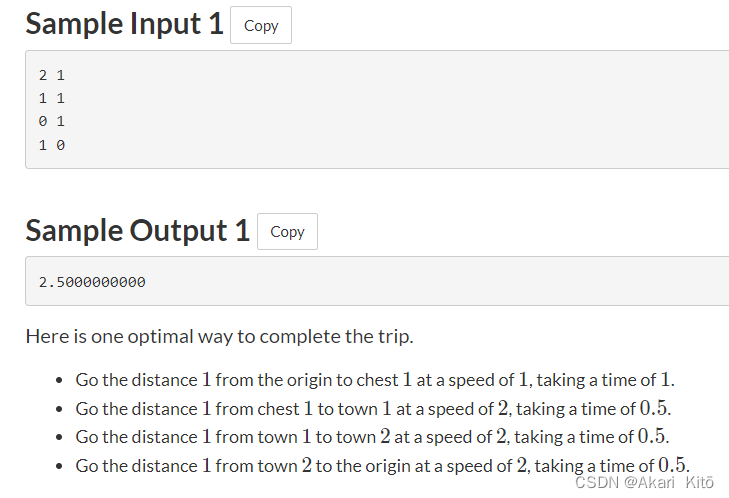 Sample Input 1 Copy
2 1
1 1
0 1
1 0
Sample Output 1 Copy
2.5000000000
Here is one optimal way to complete the trip.
• Go the distance 1 from the origin to chest 1 at a speed of 1, taking a time of 1.
• Go the distance 1 from chest 1 to town 1 at a speed of 2, taking a time of 0.5.
• Go the distance 1 from town 1 to town 2 at a speed of 2, taking a time of 0.5.
• Go the distance 1 from town 2 to the origin at a speed of 2, taking a time of 0.5.
CSDN @Akari Kitō